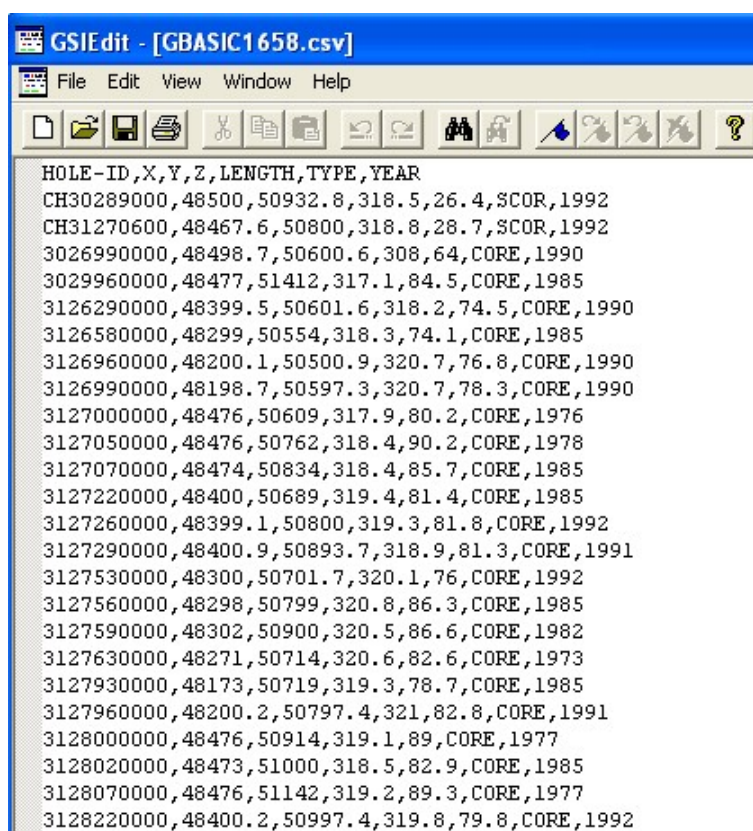 GSIEdit - [GBASIC1658.csv]
File Edit View Window Help
HOLE-ID,X,Y,Z,LENGTH,TYPE,YEAR
CH30289000,48500,50932.8,318.5,26.4,SCOR,1992
CH31270600,48467.6,50800,318.8,28.7,SCOR,1992
3026990000,48498.7,50600.6,308,64,CORE,1990
3029960000,48477,51412,317.1,84.5,CORE,1985
3126290000,48399.5,50601.6,318.2,74.5,CORE,1990
3126580000,48299,50554,318.3,74.1,CORE,1985
3126960000,48200.1,50500.9,320.7,76.8,CORE,1990
3126990000,48198.7,50597.3,320.7,78.3,CORE,1990
3127000000,48476,50609,317.9,80.2,CORE,1976
3127050000,48476,50762,318.4,90.2,CORE,1978
3127070000,48474,50834,318.4,85.7,CORE,1985
3127220000,48400,50689,319.4,81.4,CORE,1985
3127260000,48399.1,50800,319.3,81.8,CORE,1992
3127290000,48400.9,50893.7,318.9,81.3,CORE,1991
3127530000,48300,50701.7,320.1,76,CORE,1992
3127560000,48298,50799,320.8,86.3,CORE,1985
3127590000,48302,50900,320.5,86.6,CORE,1982
3127630000,48271,50714,320.6,82.6,CORE,1973
3127930000,48173,50719,319.3,78.7,CORE,1985
3127960000,48200.2,50797.4,321,82.8,CORE,1991
3128000000,48476,50914,319.1,89,CORE,1977
3128020000,48473,51000,318.5,82.9,CORE,1985
3128070000,48476,51142,319.2,89.3,CORE,1977
3128220000,48400.2,50997.4,319.8,79.8,CORE,1992